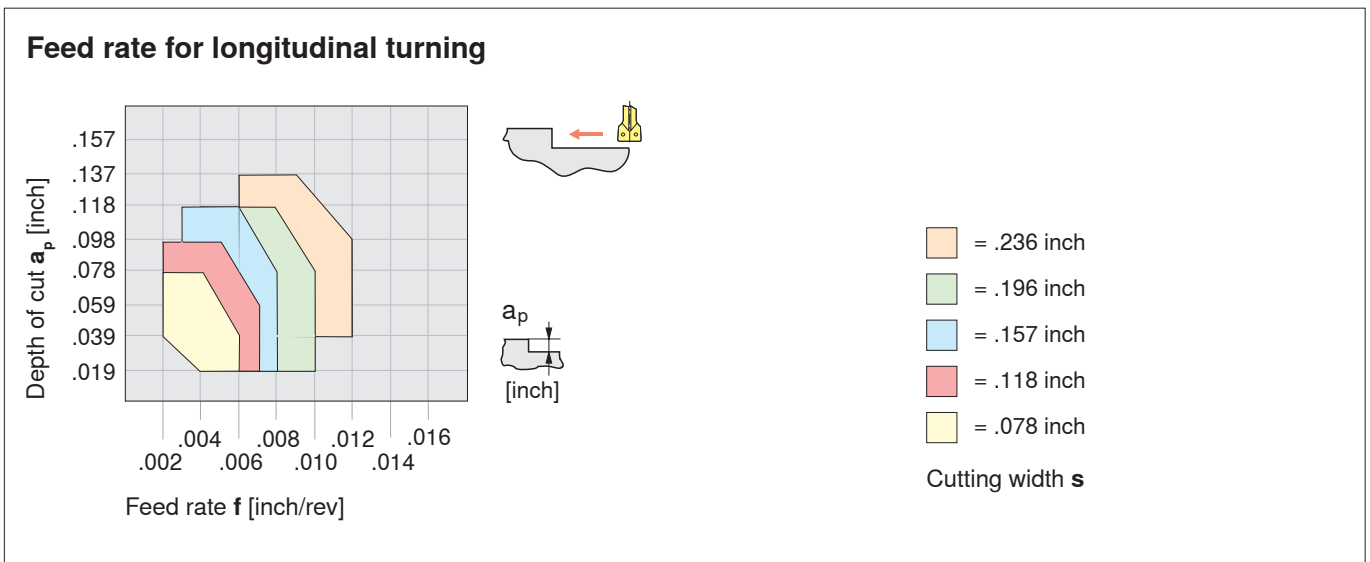 Feed rate for longitudinal turning
Depth of cut ap [inch]
.157
.137
.118
.098
.078
.059
.039
.019
.004 .008 .012 .016
.002 .006 .010 .014
Feed rate f [inch/rev]
ap
[inch]
= .236 inch
= .196 inch
= .157 inch
= .118 inch
= .078 inch
Cutting width s